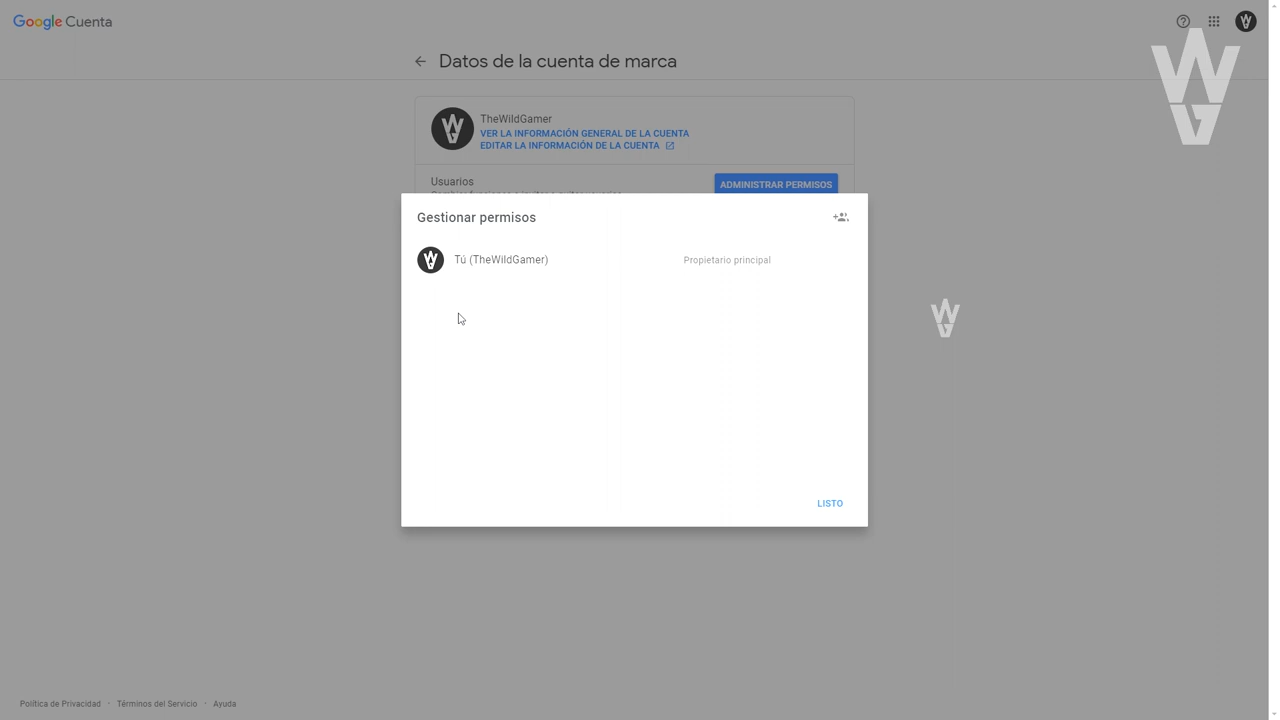 Google Cuenta
Datos de la cuenta de marca
TheWildGamer
VER LA INFORMACIÓN GENERAL DE LA CUENTA
EDITAR LA INFORMACIÓN DE LA CUENTA
Usuarios
ADMINISTRAR PERMISOS
Gestionar permisos
Tú (TheWildGamer)
Propietario principal
LISTO
Política de Privacidad · Términos del Servicio · Ayuda